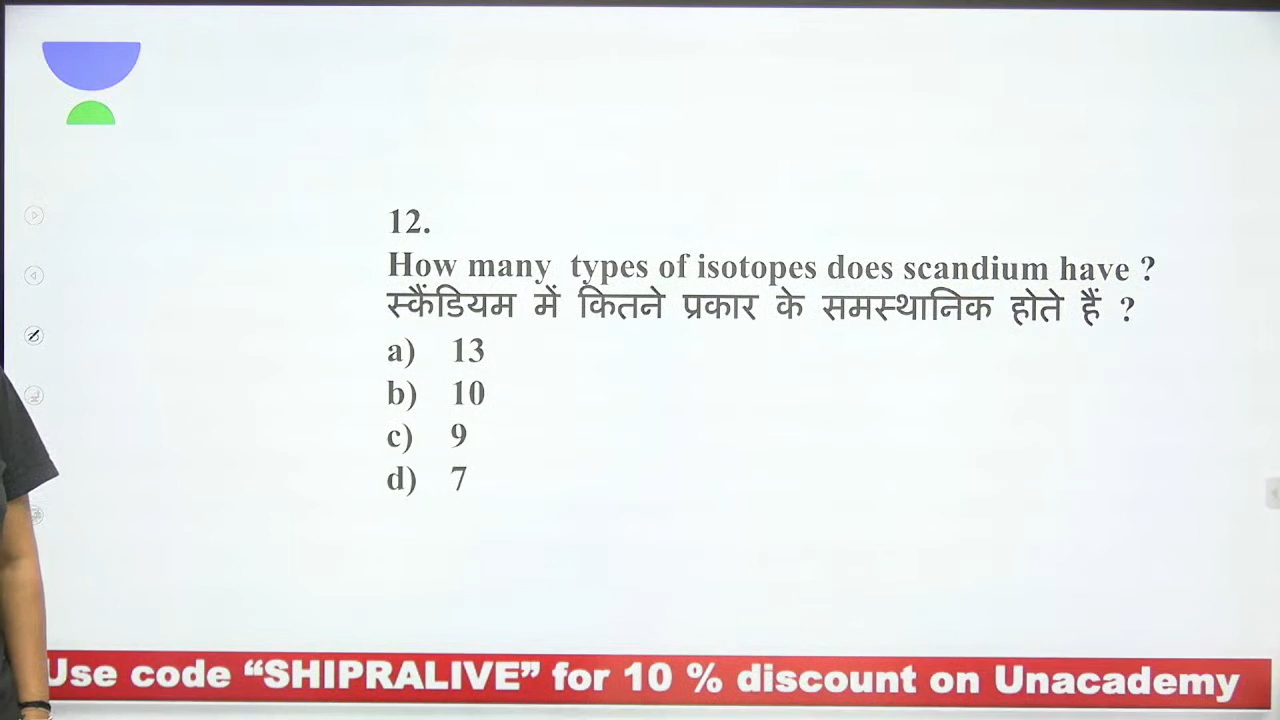 12.
How many types of isotopes does scandium have ?
स्कैंडियम में कितने प्रकार के समस्थानिक होते हैं ?
a) 13
b) 10
c) 9
d) 7
Use code “SHIPRALIVE” for 10 % discount on Unacademy